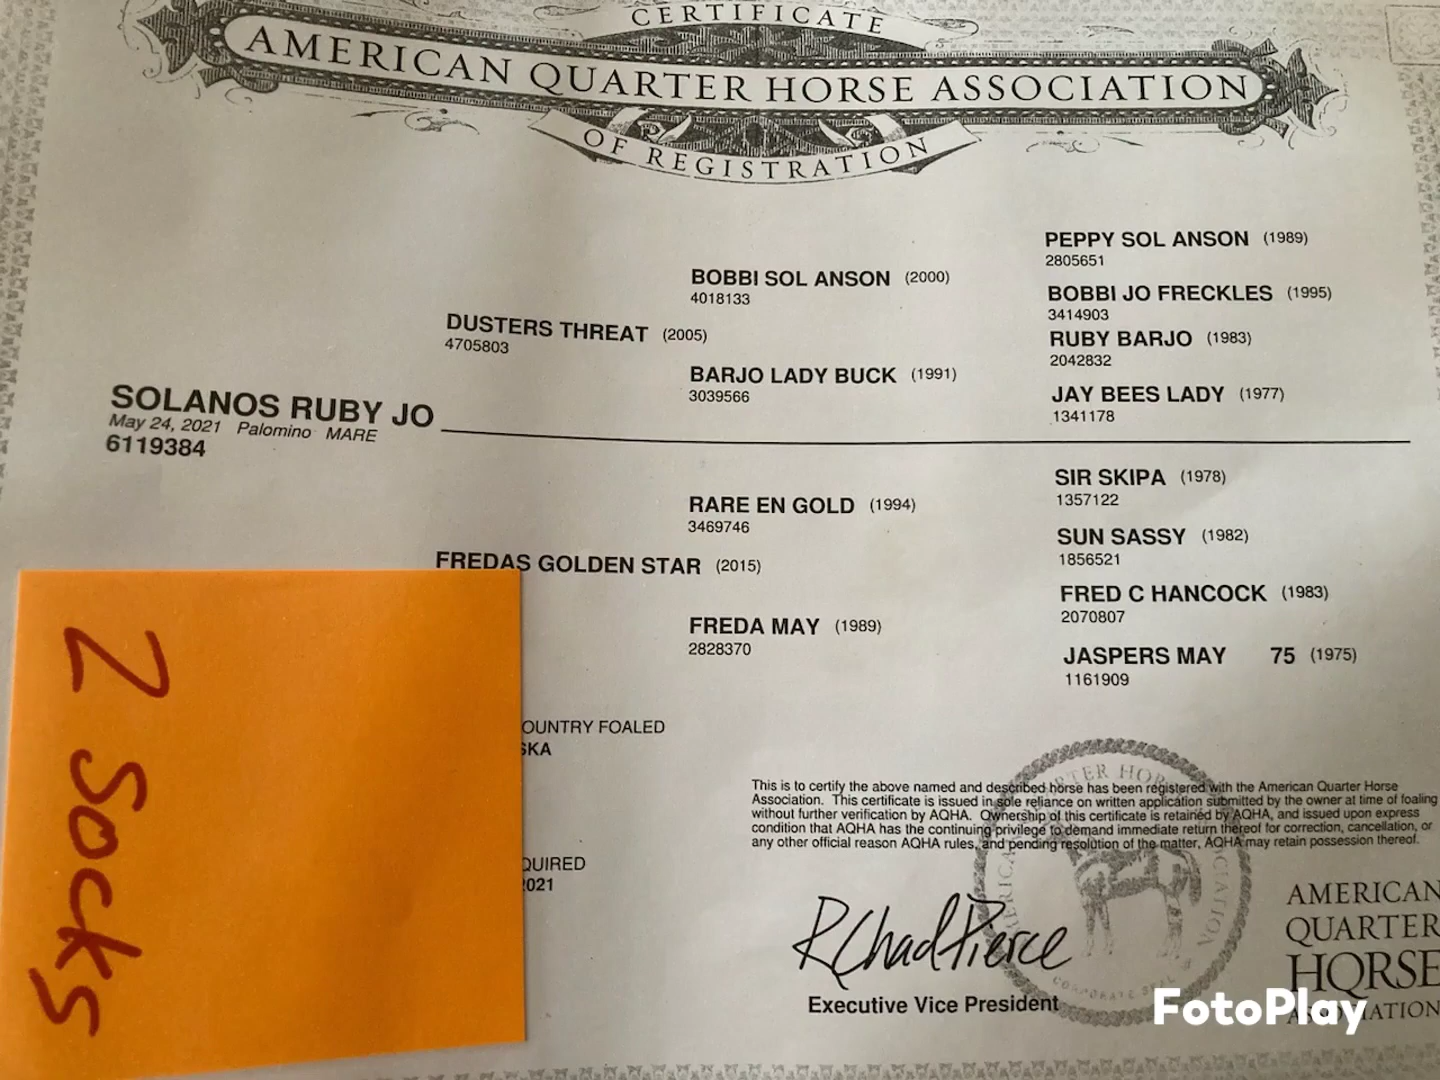 CERTIFICATE
AMERICAN QUARTER HORSE ASSOCIATION
OF REGISTRATION
PEPPY SOL ANSON (1989)
2805651
BOBBI SOL ANSON (2000)
4018133
BOBBI JO FRECKLES (1995)
3414903
DUSTERS THREAT (2005)
4705803
RUBY BARJO (1983)
2042832
BARJO LADY BUCK (1991)
3039566
JAY BEES LADY (1977)
1341178
SOLANOS RUBY JO
May 24, 2021 Palomino MARE
6119384
SIR SKIPA (1978)
1357122
RARE EN GOLD (1994)
3469746
SUN SASSY (1982)
1856521
FREDAS GOLDEN STAR (2015)
FRED C HANCOCK (1983)
2070807
FREDA MAY (1989)
2828370
JASPERS MAY 75 (1975)
1161909
2 Socks
OUNTRY FOALED
SKA
QUIRED
2021
This is to certify the above named and described horse has been registered with the American Quarter Horse
Association. This certificate is issued in sole reliance on written application submitted by the owner at time of foaling
without further verification by AQHA. Ownership of this certificate is retained by AQHA, and issued upon express
condition that AQHA has the continuing privilege to demand immediate return thereof for correction, cancellation, or
any other official reason AQHA rules, and pending resolution of the matter, AQHA may retain possession thereof.
R Chad Pierce
Executive Vice President
CORPORATE SEAL
AMERICAN
QUARTER
HORSE
ASSOCIATION
FotoPlay